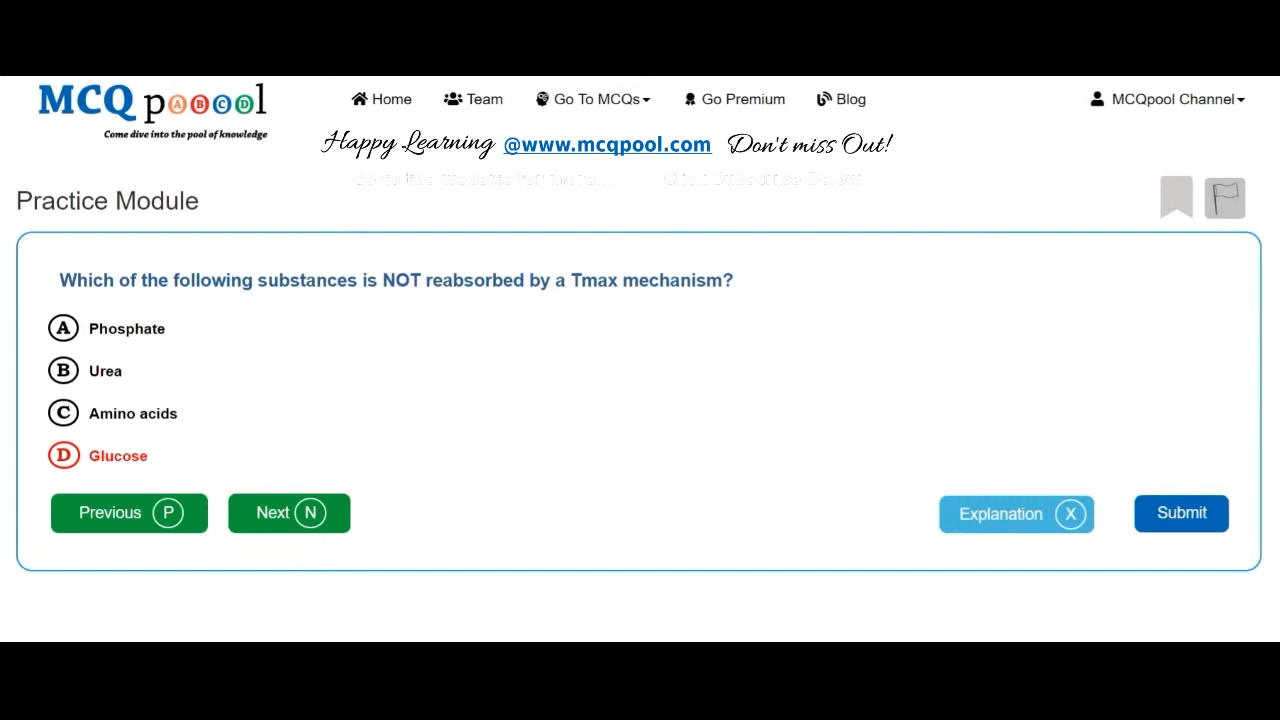 MCQ pooool
Come dive into the pool of knowledge
Home Team Go To MCQs Go Premium Blog MCQpool Channel
Happy Learning @www.mcqpool.com Don't miss Out!
Practice Module
Which of the following substances is NOT reabsorbed by a Tmax mechanism?
A Phosphate
B Urea
C Amino acids
D Glucose
Previous P Next N Explanation X Submit